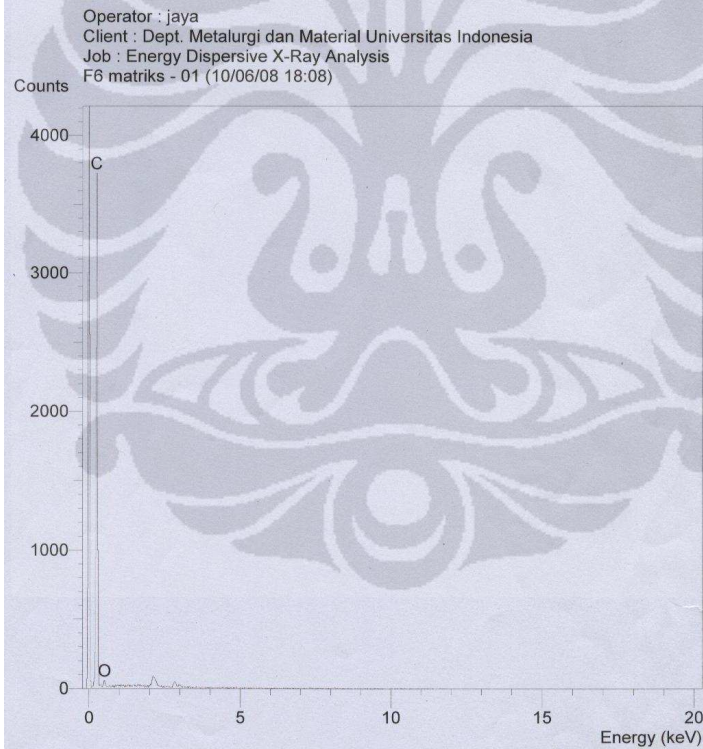 Operator : jaya
Client : Dept. Metalurgi dan Material Universitas Indonesia
Job : Energy Dispersive X-Ray Analysis
F6 matriks - 01 (10/06/08 18:08)
Counts
4000
C
3000
2000
1000
O
0
0 5 10 15 20
Energy (keV)